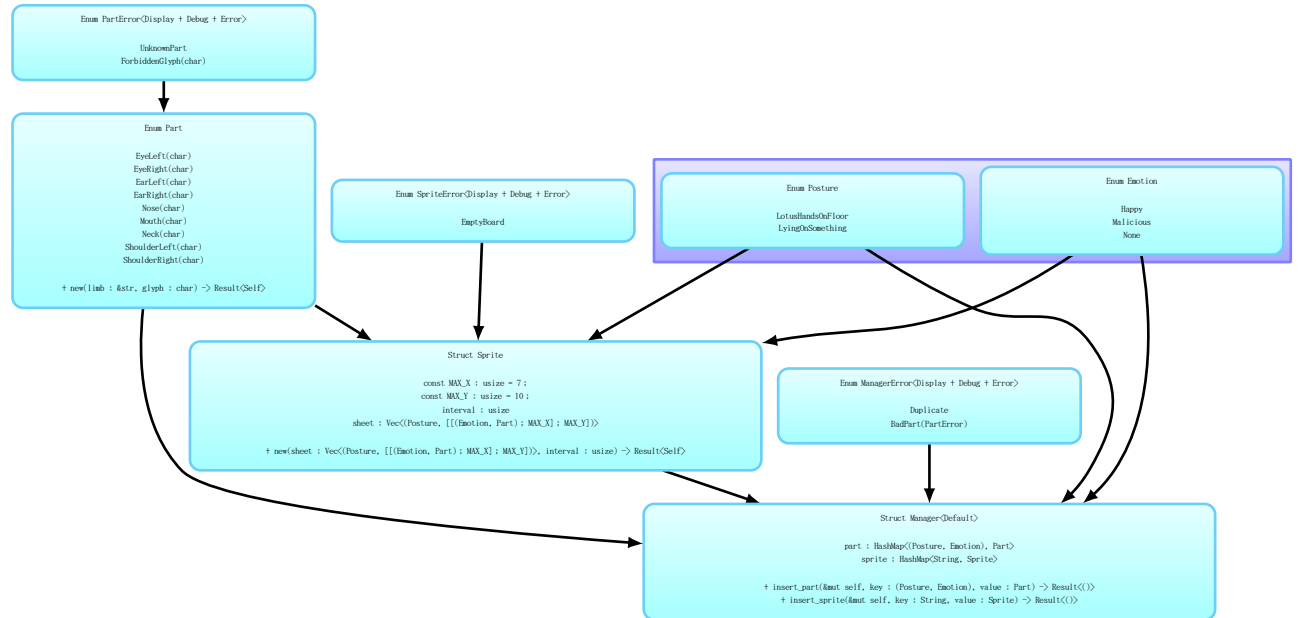 Enum PartError<Display + Debug + Error>
UnknownPart
ForbiddenGlyph(char)
Enum Part
EyeLeft(char)
EyeRight(char)
EarLeft(char)
EarRight(char)
Nose(char)
Mouth(char)
Neck(char)
ShoulderLeft(char)
ShoulderRight(char)
+ new(limb : &str, glyph : char) -> Result<Self>
Enum SpriteError<Display + Debug + Error>
EmptyBoard
Enum Posture
LotusHandsOnFloor
LyingOnSomething
Enum Emotion
Happy
Malicious
None
Struct Sprite
const MAX_X : usize = 7 ;
const MAX_Y : usize = 10 ;
interval : usize
sheet : Vec<(Posture, [[(Emotion, Part) ; MAX_X] ; MAX_Y])>
+ new(sheet : Vec<(Posture, [[(Emotion, Part) ; MAX_X] ; MAX_Y])>, interval : usize) -> Result<Self>
Enum ManagerError<Display + Debug + Error>
Duplicate
BadPart(PartError)
Struct Manager<Default>
part : HashMap<(Posture, Emotion), Part>
sprite : HashMap<String, Sprite>
+ insert_part(&mut self, key : (Posture, Emotion), value : Part) -> Result<()>
+ insert_sprite(&mut self, key : String, value : Sprite) -> Result<()>